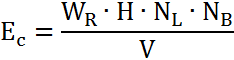 E_c = (W_R · H · N_L · N_B) / V